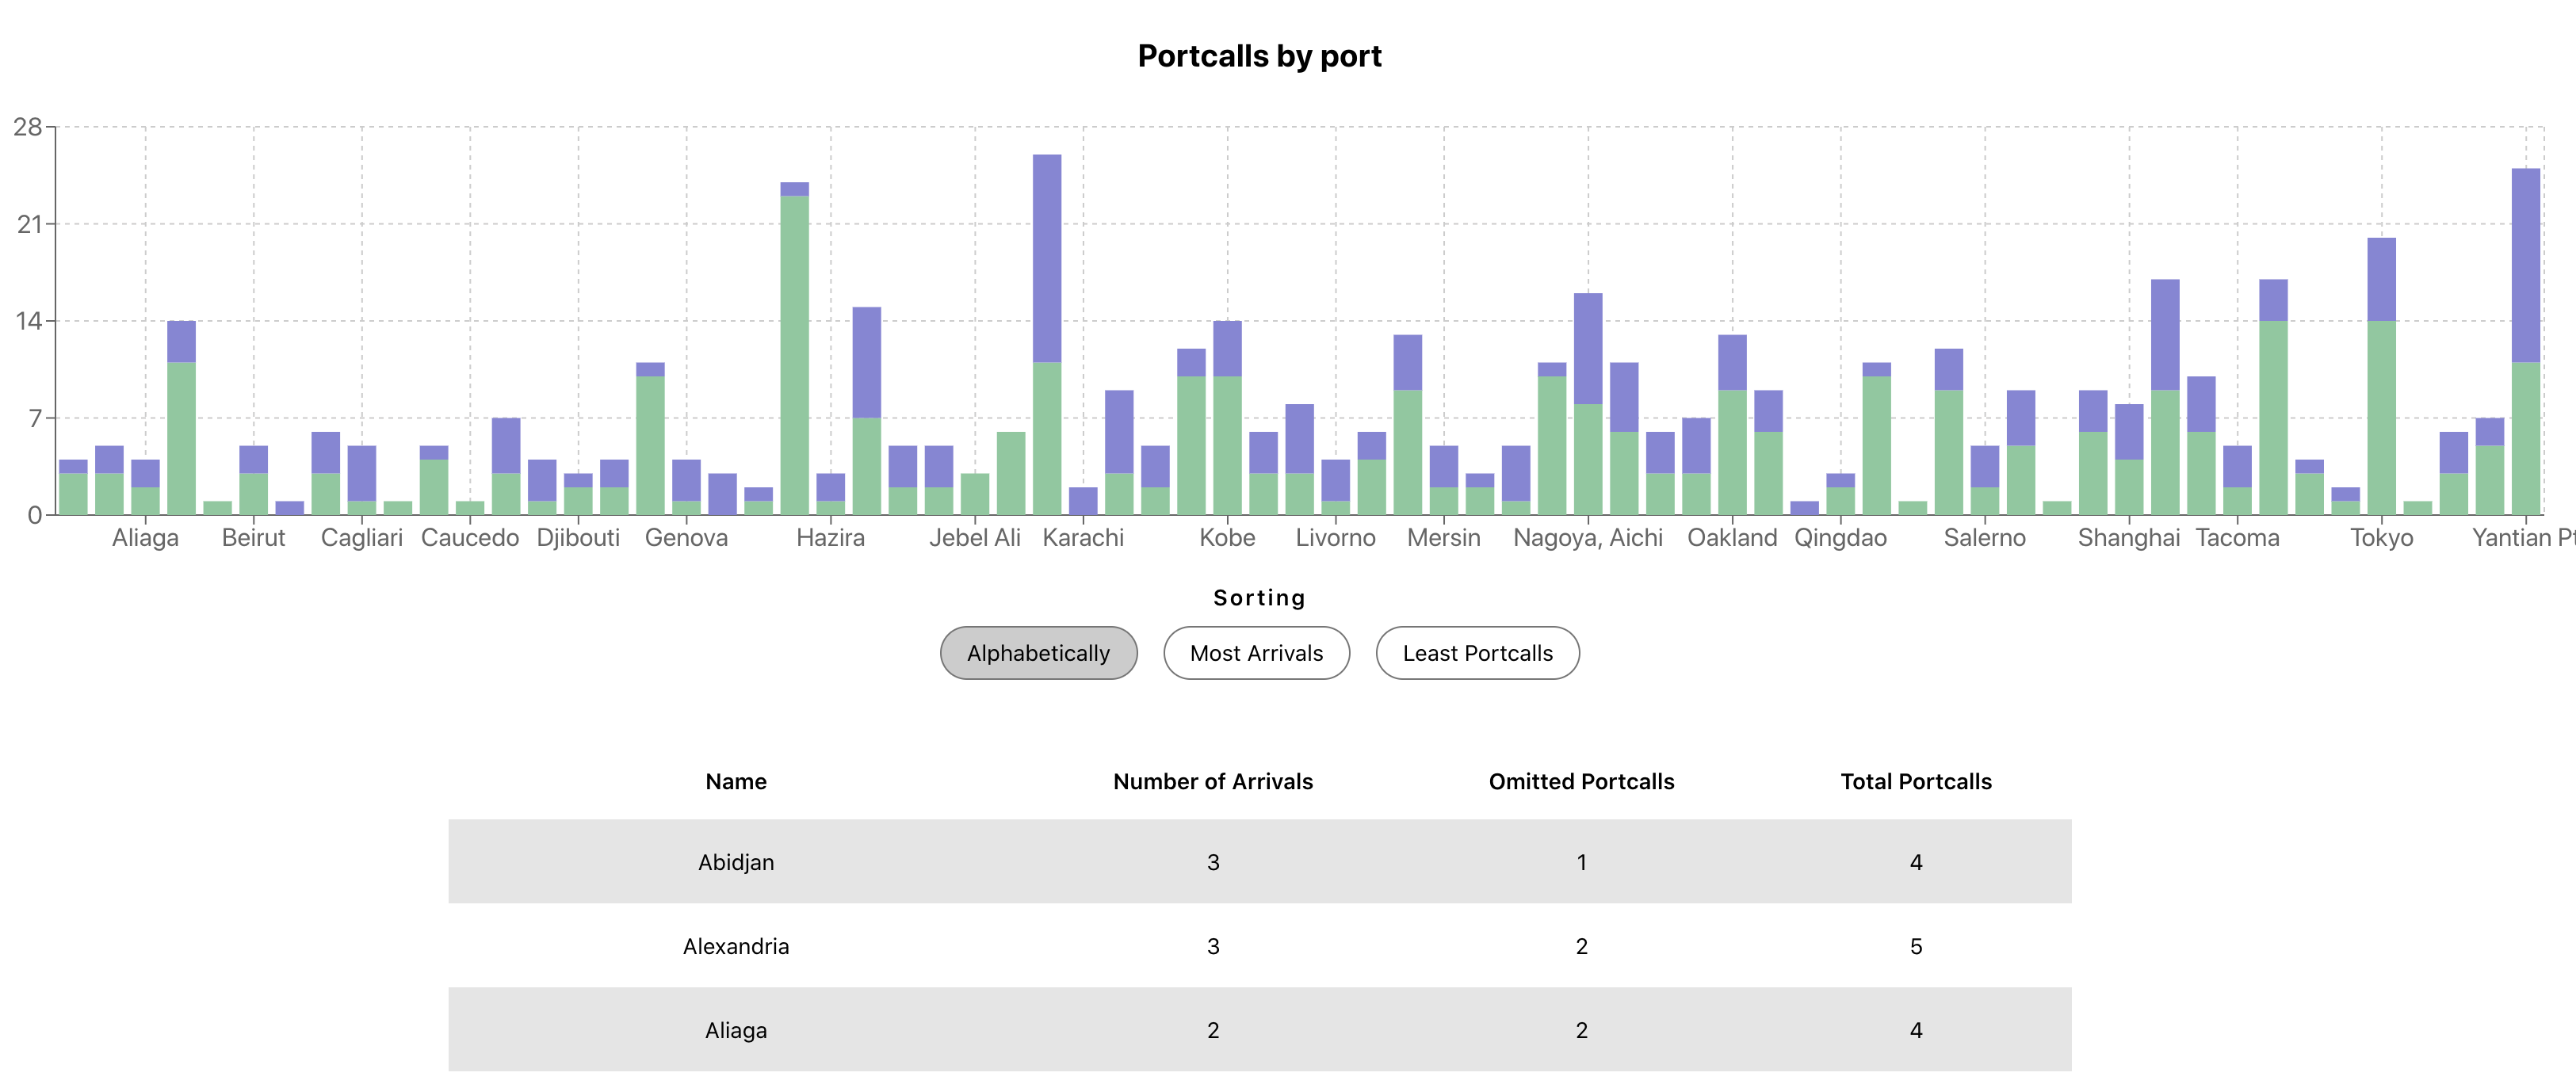 Portcalls by port
28
21
14
7
0
Aliaga Beirut Cagliari Caucedo Djibouti Genova Hazira Jebel Ali Karachi Kobe Livorno Mersin Nagoya, Aichi Oakland Qingdao Salerno Shanghai Tacoma Tokyo Yantian
Sorting
Alphabetically Most Arrivals Least Portcalls
Name Number of Arrivals Omitted Portcalls Total Portcalls
Abidjan 3 1 4
Alexandria 3 2 5
Aliaga 2 2 4